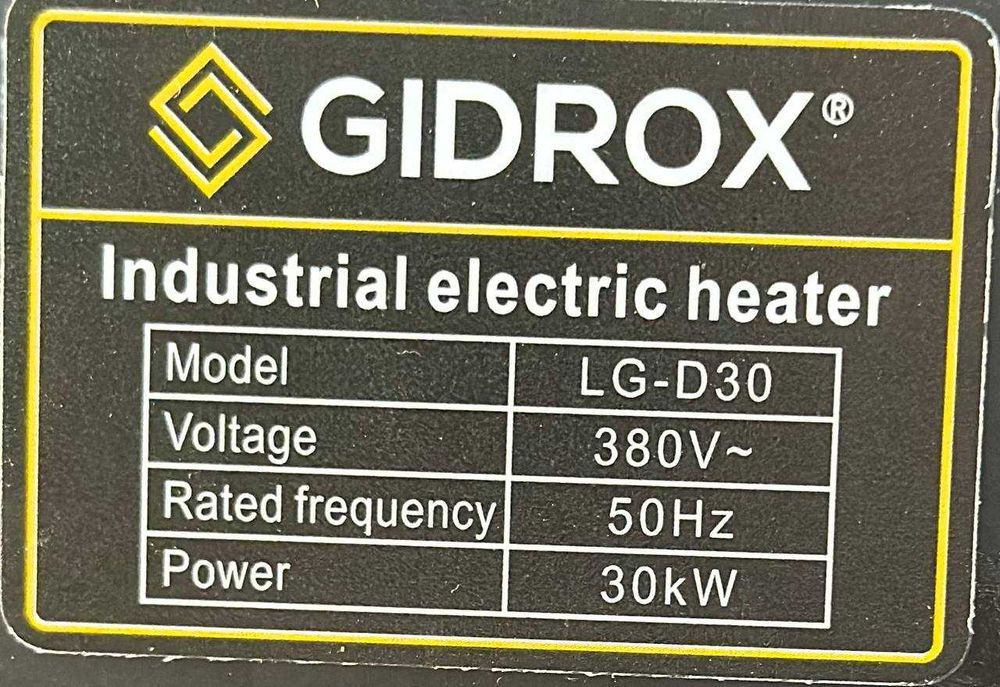 GIDROX®
Industrial electric heater
Model LG-D30
Voltage 380V~
Rated frequency 50Hz
Power 30kW